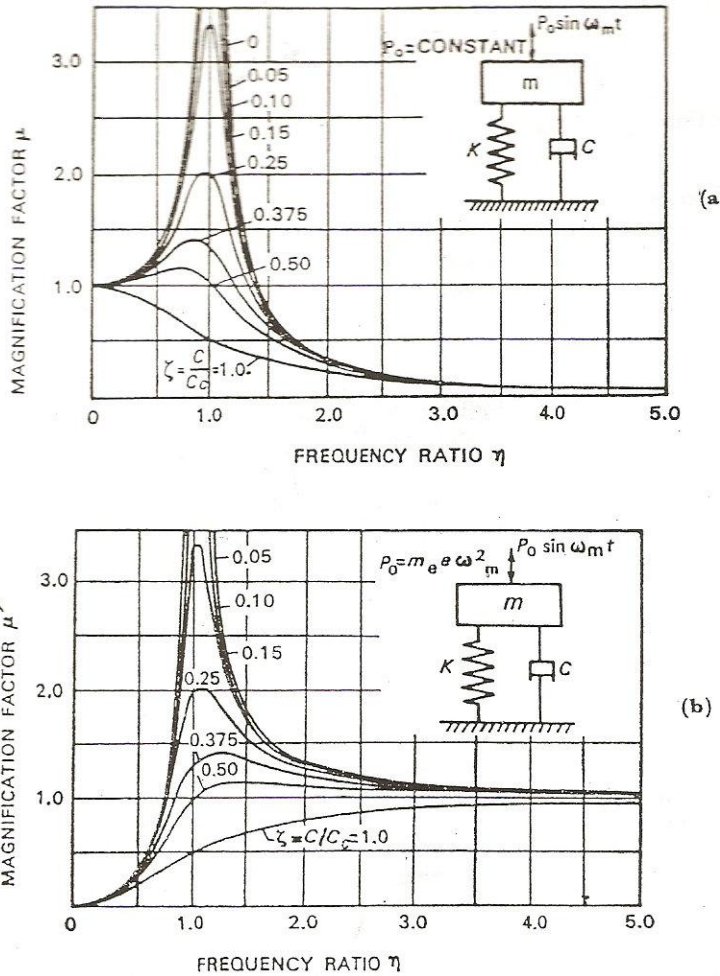 P₀ sin ωₘt
P₀=CONSTANT
m
K
C
0
0.05
0.10
0.15
0.25
0.375
0.50
ζ=C/C꜀=1.0
3.0
2.0
1.0
0
1.0
2.0
3.0
4.0
5.0
MAGNIFICATION FACTOR μ
FREQUENCY RATIO η
(a
P₀ sin ωₘt
P₀=mₑ e ω²ₘ
m
K
C
0.05
0.10
0.15
0.25
0.375
0.50
ζ=C/C꜀=1.0
3.0
2.0
1.0
0
1.0
2.0
3.0
4.0
5.0
MAGNIFICATION FACTOR μ′
FREQUENCY RATIO η
(b)